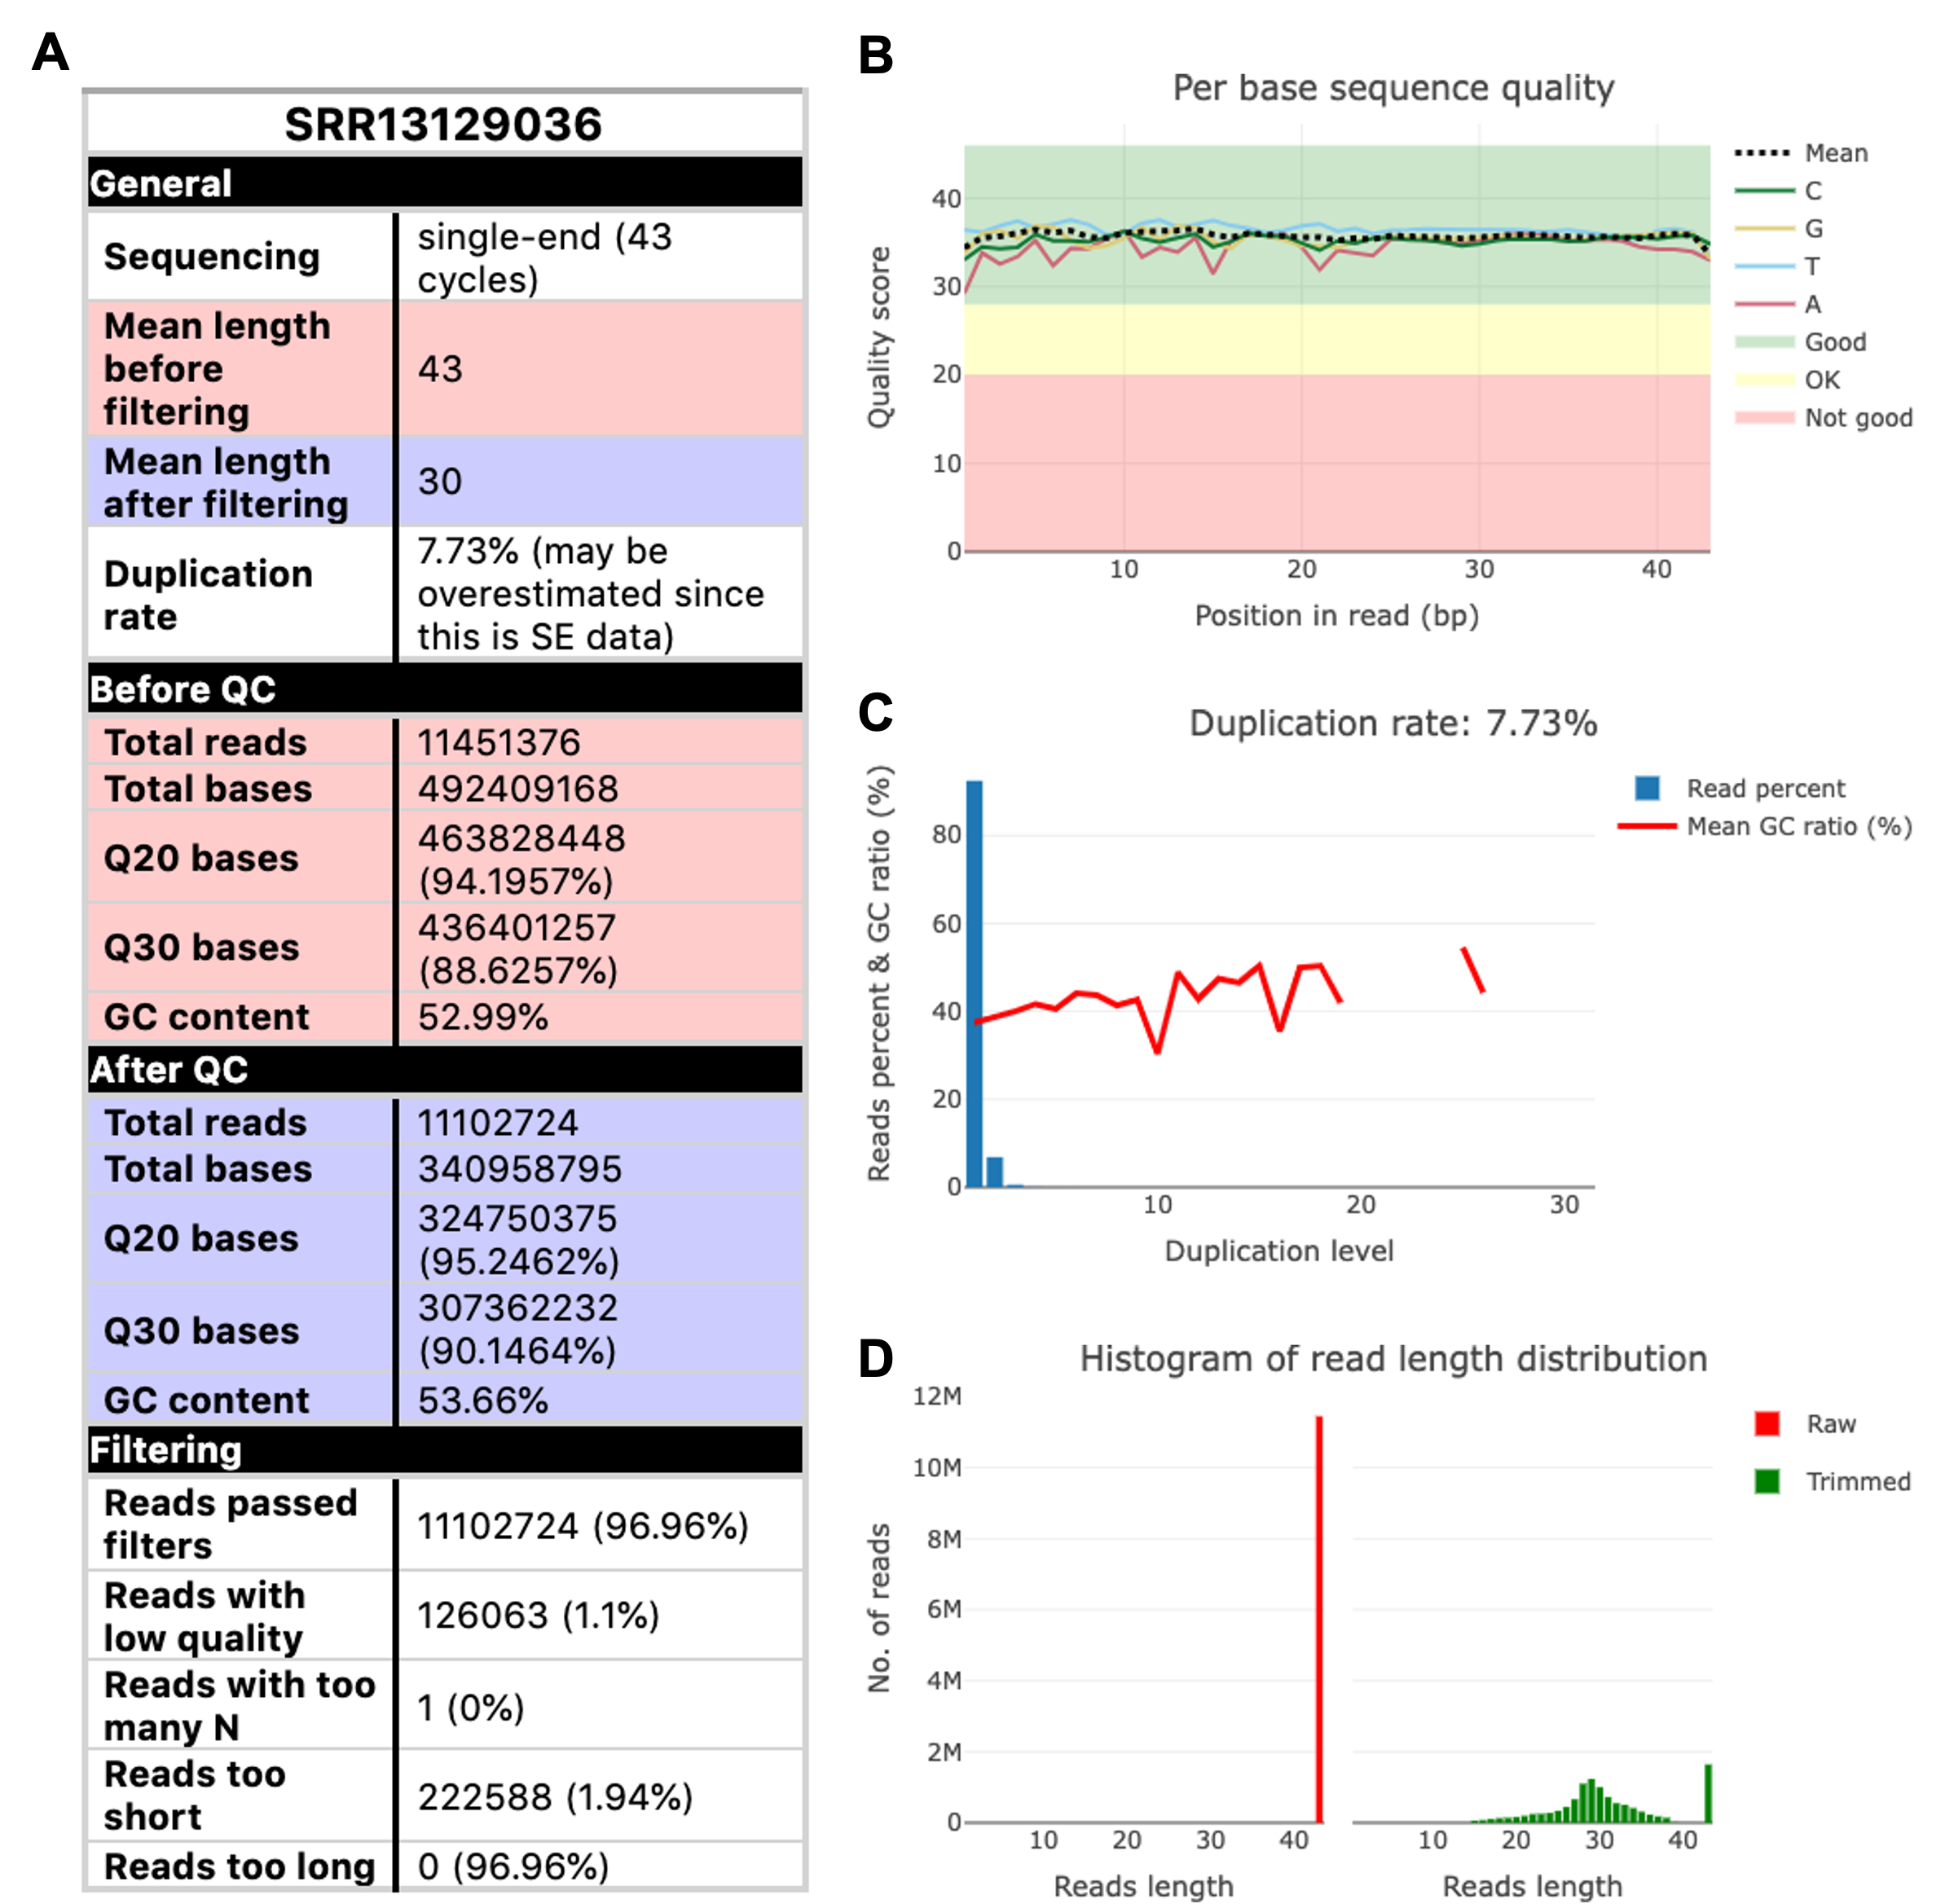 A
SRR13129036
General
Sequencing
single-end (43
cycles)
Mean length
before
filtering
43
Mean length
after filtering
30
Duplication
rate
7.73% (may be
overestimated since
this is SE data)
Before QC
Total reads
11451376
Total bases
492409168
Q20 bases
463828448
(94.1957%)
Q30 bases
436401257
(88.6257%)
GC content
52.99%
After QC
Total reads
11102724
Total bases
340958795
Q20 bases
324750375
(95.2462%)
Q30 bases
307362232
(90.1464%)
GC content
53.66%
Filtering
Reads passed
filters
11102724 (96.96%)
Reads with
low quality
126063 (1.1%)
Reads with too
many N
1 (0%)
Reads too
short
222588 (1.94%)
Reads too long
0 (96.96%)
B
Per base sequence quality
Quality score
40
30
20
10
0
10 20 30 40
Position in read (bp)
Mean
C
G
T
A
Good
OK
Not good
C
Duplication rate: 7.73%
Reads percent & GC ratio (%)
80
60
40
20
0
10 20 30
Duplication level
Read percent
Mean GC ratio (%)
D
Histogram of read length distribution
No. of reads
12M
10M
8M
6M
4M
2M
0
10 20 30 40
10 20 30 40
Reads length
Reads length
Raw
Trimmed